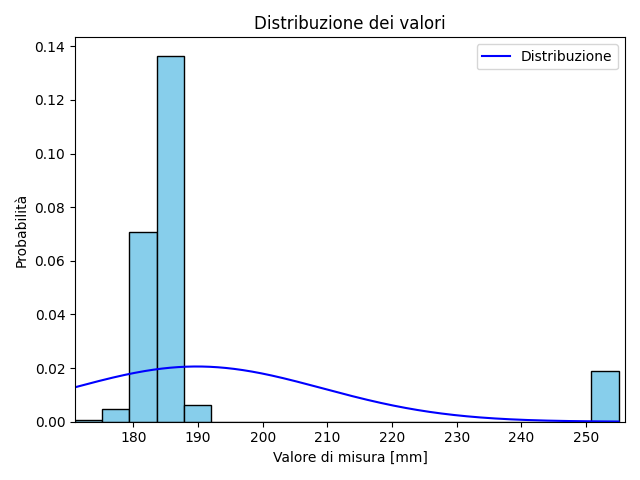 Distribuzione dei valori
Distribuzione
Probabilità
0.14
0.12
0.10
0.08
0.06
0.04
0.02
0.00
180 190 200 210 220 230 240 250
Valore di misura [mm]